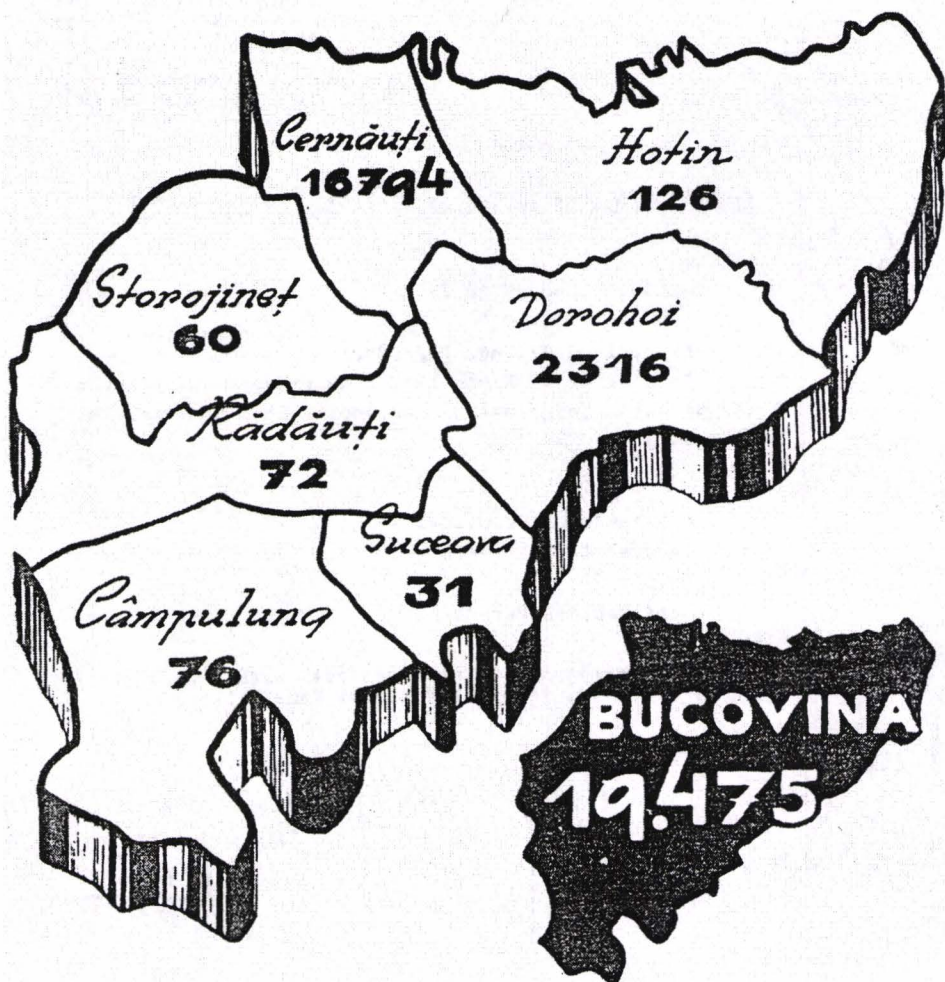 Cernăuți
16794
Hotin
126
Storojineț
60
Dorohoi
2316
Rădăuți
72
Suceava
31
Câmpulung
76
BUCOVINA
19.475